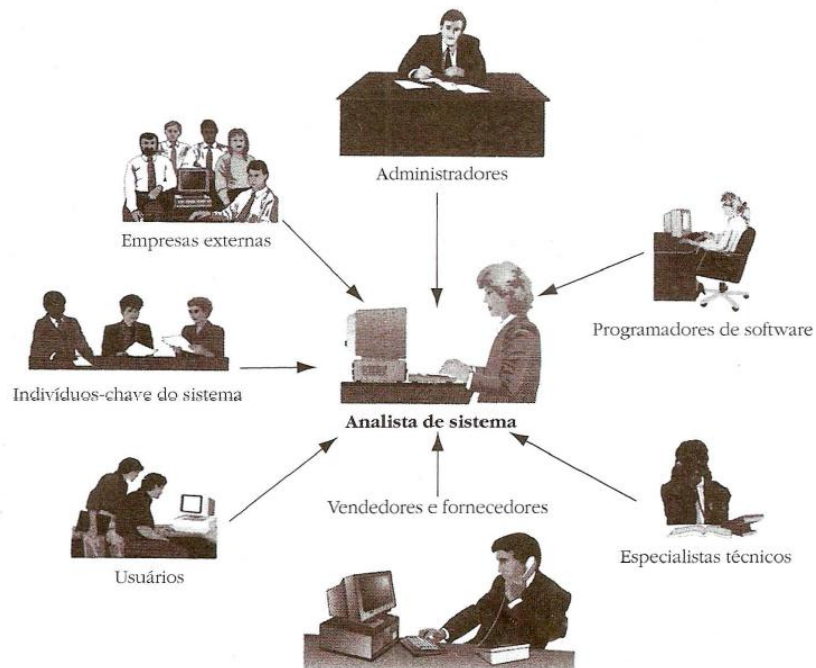 Administradores
Empresas externas
Programadores de software
Indivíduos-chave do sistema
Analista de sistema
Vendedores e fornecedores
Especialistas técnicos
Usuários